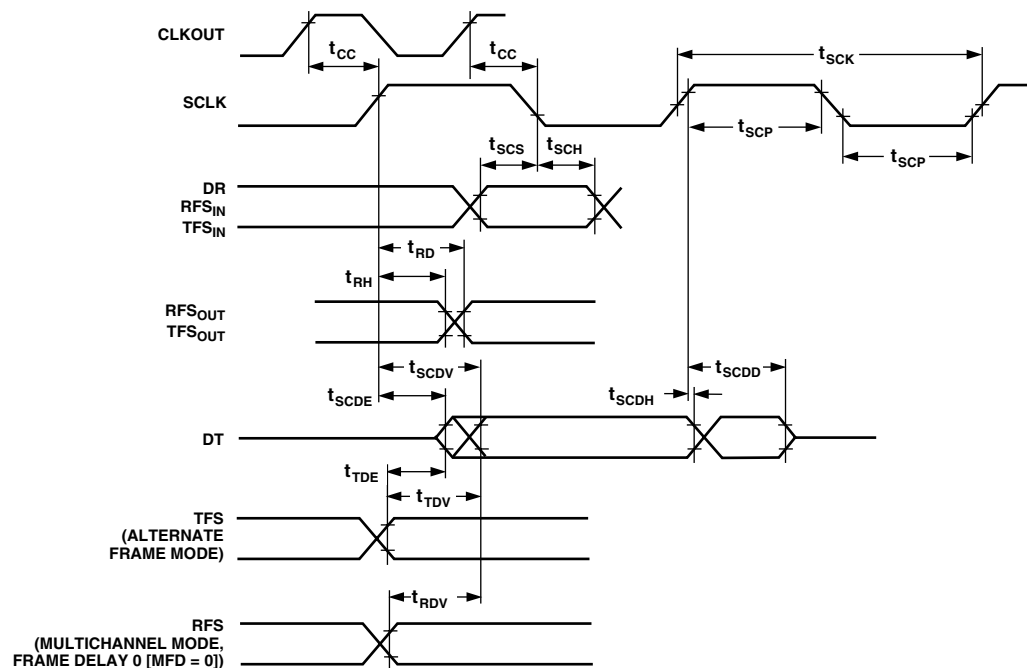 CLKOUT
tCC
tCC
tSCK
SCLK
tSCP
tSCP
tSCS
tSCH
DR
RFSIN
TFSIN
tRD
tRH
RFSOUT
TFSOUT
tSCDV
tSCDE
tSCDD
tSCDH
DT
tTDE
tTDV
TFS
(ALTERNATE
FRAME MODE)
tRDV
RFS
(MULTICHANNEL MODE,
FRAME DELAY 0 [MFD = 0])